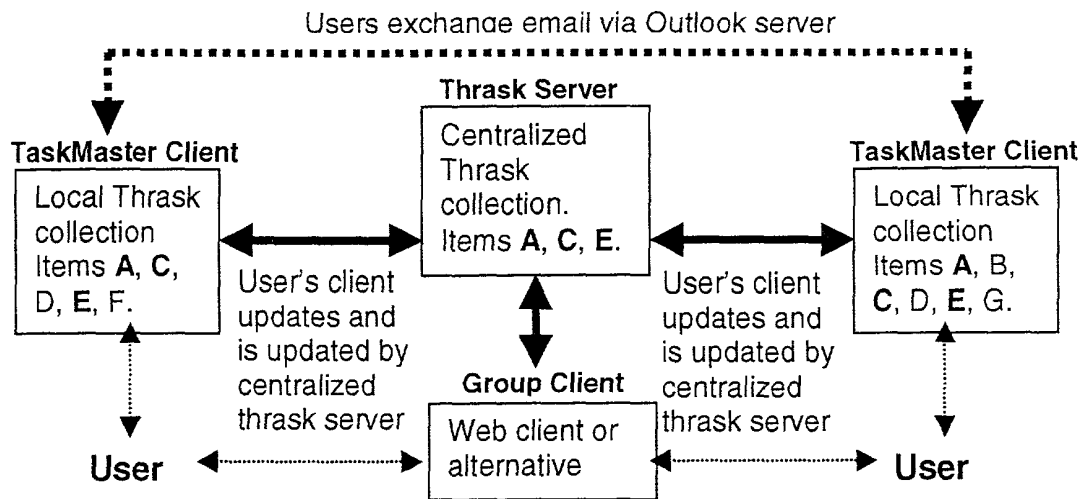 Users exchange email via Outlook server
Thrask Server
Centralized
Thrask
collection.
Items A, C, E.
TaskMaster Client
Local Thrask
collection
Items A, C,
D, E, F.
TaskMaster Client
Local Thrask
collection
Items A, B,
C, D, E, G.
User's client
updates and
is updated by
centralized
thrask server
User's client
updates and
is updated by
centralized
thrask server
Group Client
Web client or
alternative
User
User